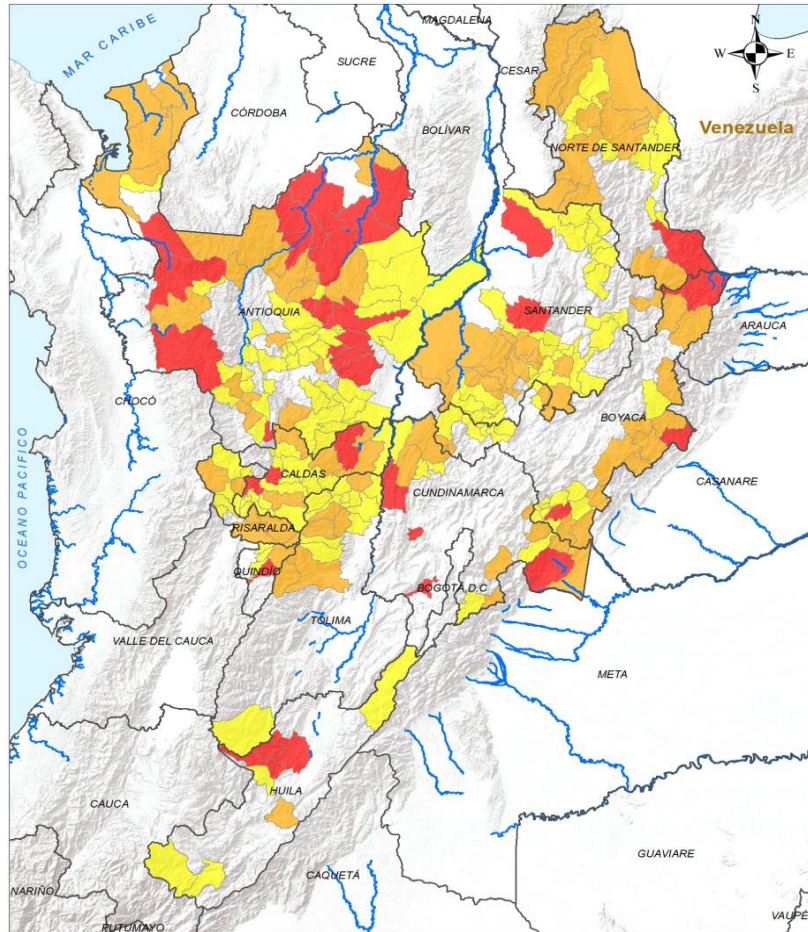 MAGDALENA
N
MAR CARIBE
W E
SUCRE
CESAR
S
CÓRDOBA
BOLÍVAR
Venezuela
NORTE DE SANTANDER
ANTIOQUIA
SANTANDER
ARAUCA
CHOCÓ
BOYACÁ
OCEANO PACIFICO
CALDAS
CUNDINAMARCA
CASANARE
RISARALDA
QUINDÍO
BOGOTÁ, D.C
TOLIMA
VALLE DEL CAUCA
META
HUILA
CAUCA
GUAVIARE
CAQUETÁ
NARIÑO
VAUPÉ
PUTUMAYO